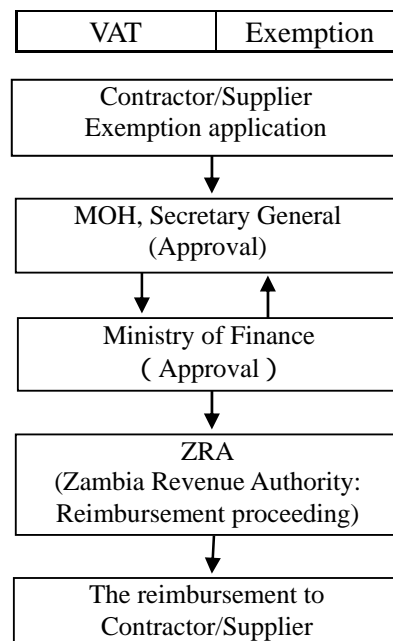 VAT Exemption
Contractor/Supplier
Exemption application
MOH, Secretary General
(Approval)
Ministry of Finance
( Approval )
ZRA
(Zambia Revenue Authority:
Reimbursement proceeding)
The reimbursement to
Contractor/Supplier